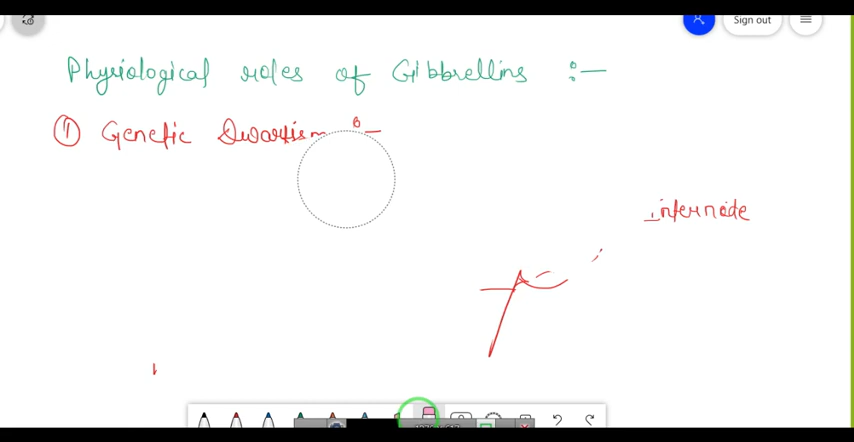 Sign out
Physiological roles of Gibbrellins :-
① Genetic Dwarfism :-
internode